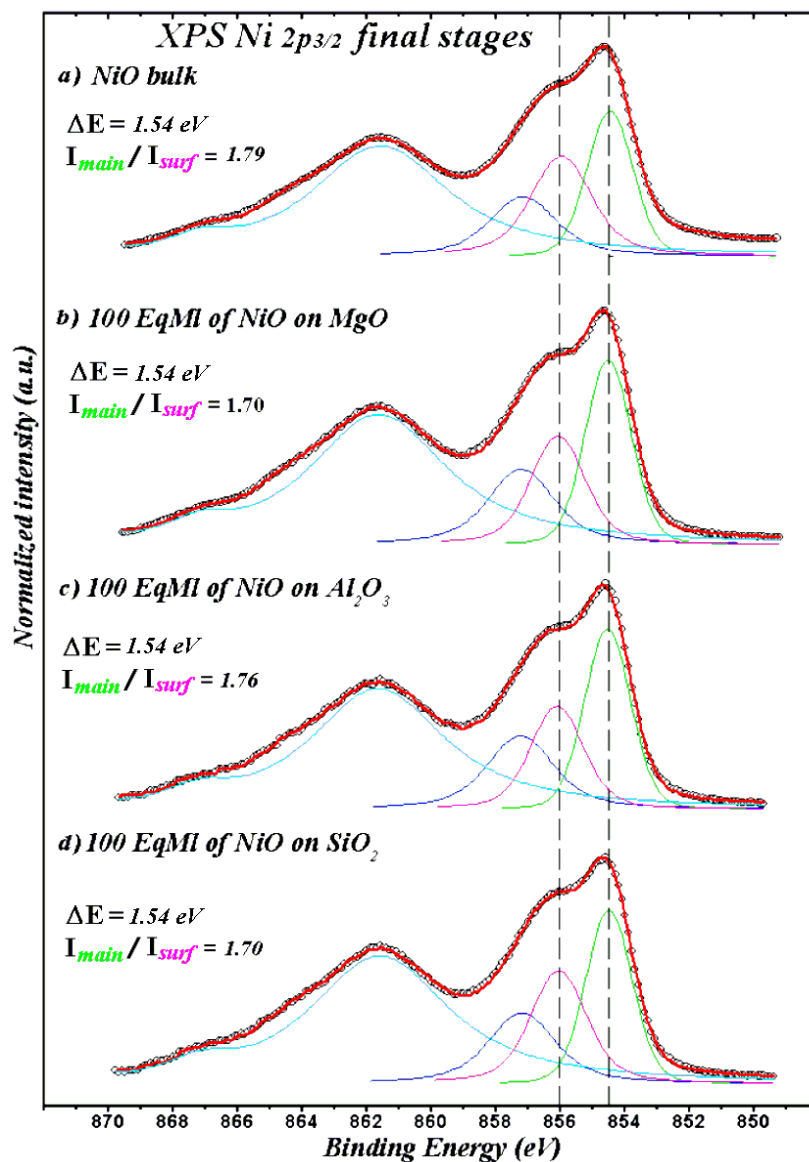 XPS Ni 2p3/2 final stages
a) NiO bulk
ΔE = 1.54 eV
Imain / Isurf = 1.79
b) 100 EqMl of NiO on MgO
ΔE = 1.54 eV
Imain / Isurf = 1.70
c) 100 EqMl of NiO on Al2O3
ΔE = 1.54 eV
Imain / Isurf = 1.76
d) 100 EqMl of NiO on SiO2
ΔE = 1.54 eV
Imain / Isurf = 1.70
Normalized intensity (a.u.)
870 868 866 864 862 860 858 856 854 852 850
Binding Energy (eV)